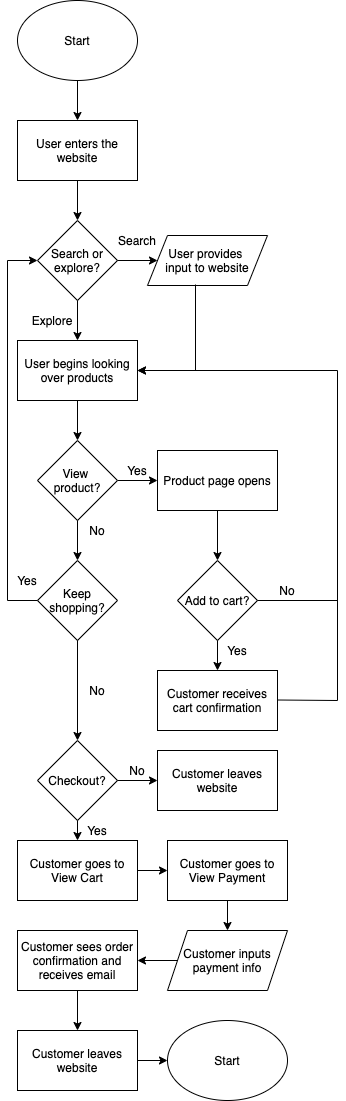 Start
User enters the
website
Search or
explore?
Search
User provides
input to website
Explore
User begins looking
over products
View
product?
Yes
Product page opens
No
Yes
Keep
shopping?
Add to cart?
No
Yes
No
Customer receives
cart confirmation
Checkout?
No
Customer leaves
website
Yes
Customer goes to
View Cart
Customer goes to
View Payment
Customer sees order
confirmation and
receives email
Customer inputs
payment info
Customer leaves
website
Start